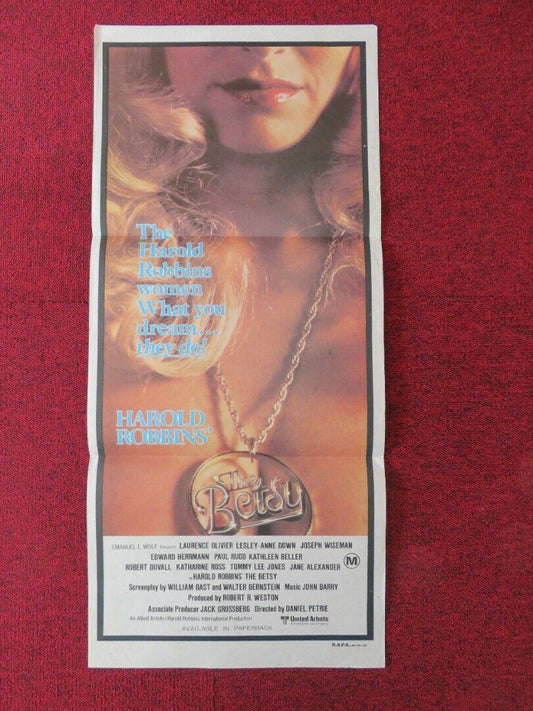 The
Harold
Robbins
women
What you
dream...
they do!
HAROLD
ROBBINS'
The
Betsy
EMANUEL L. WOLF Presents LAURENCE OLIVIER LESLEY-ANNE DOWN JOSEPH WISEMAN
EDWARD HERRMANN PAUL RUDD KATHLEEN BELLER
ROBERT DUVALL KATHARINE ROSS TOMMY LEE JONES JANE ALEXANDER M
in HAROLD ROBBINS' THE BETSY
Screenplay by WILLIAM BAST and WALTER BERNSTEIN Music JOHN BARRY
Produced by ROBERT R. WESTON
Associate Producer JACK GROSSBERG Directed by DANIEL PETRIE
An Allied Artists/Harold Robbins International Production United Artists
AVAILABLE IN PAPERBACK